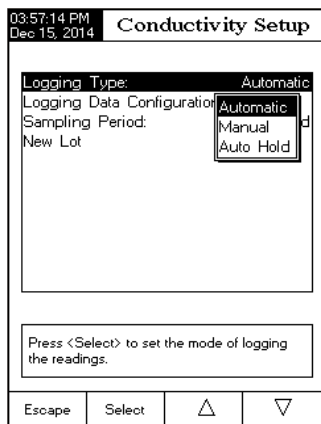 03:57:14 PM
Dec 15, 2014
Conductivity Setup
Logging Type: Automatic
Logging Data Configuration
Sampling Period: d
New Lot
Automatic
Manual
Auto Hold
Press <Select> to set the mode of logging
the readings.
Escape Select △ ▽